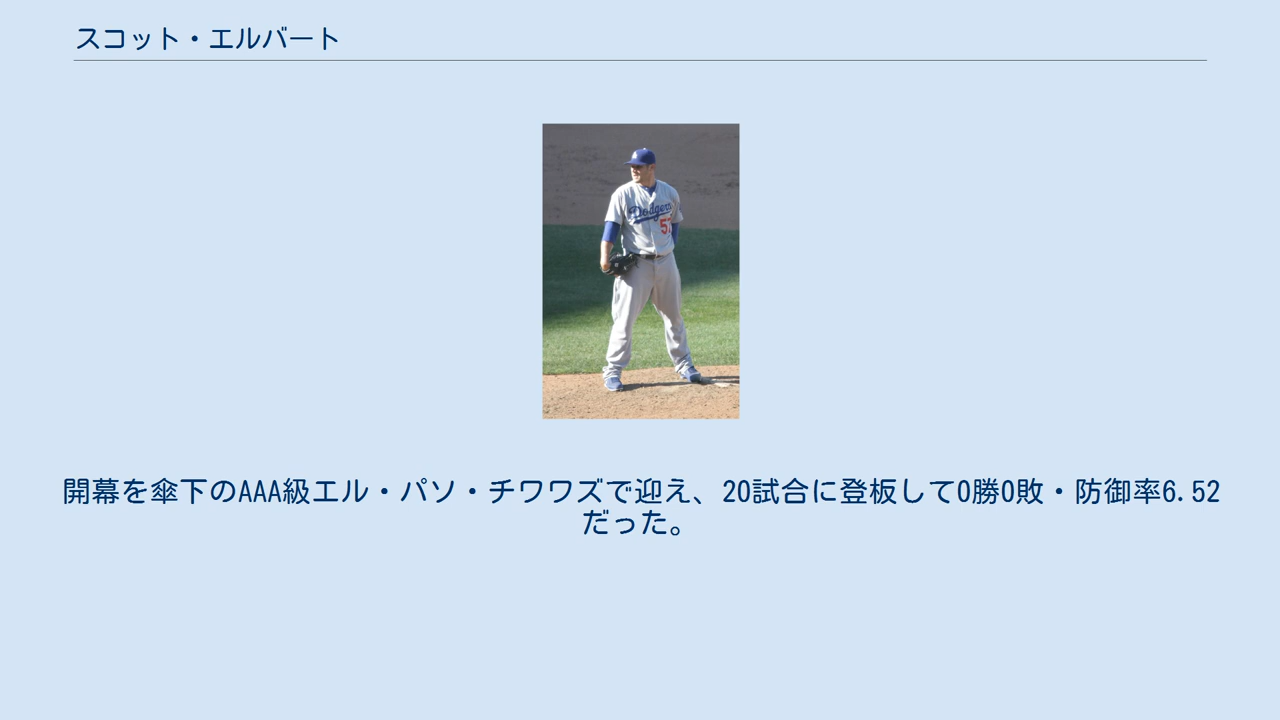 スコット・エルバート
Dodgers
57
開幕を傘下のAAA級エル・パソ・チワワズで迎え、20試合に登板して0勝0敗・防御率6.52
だった。